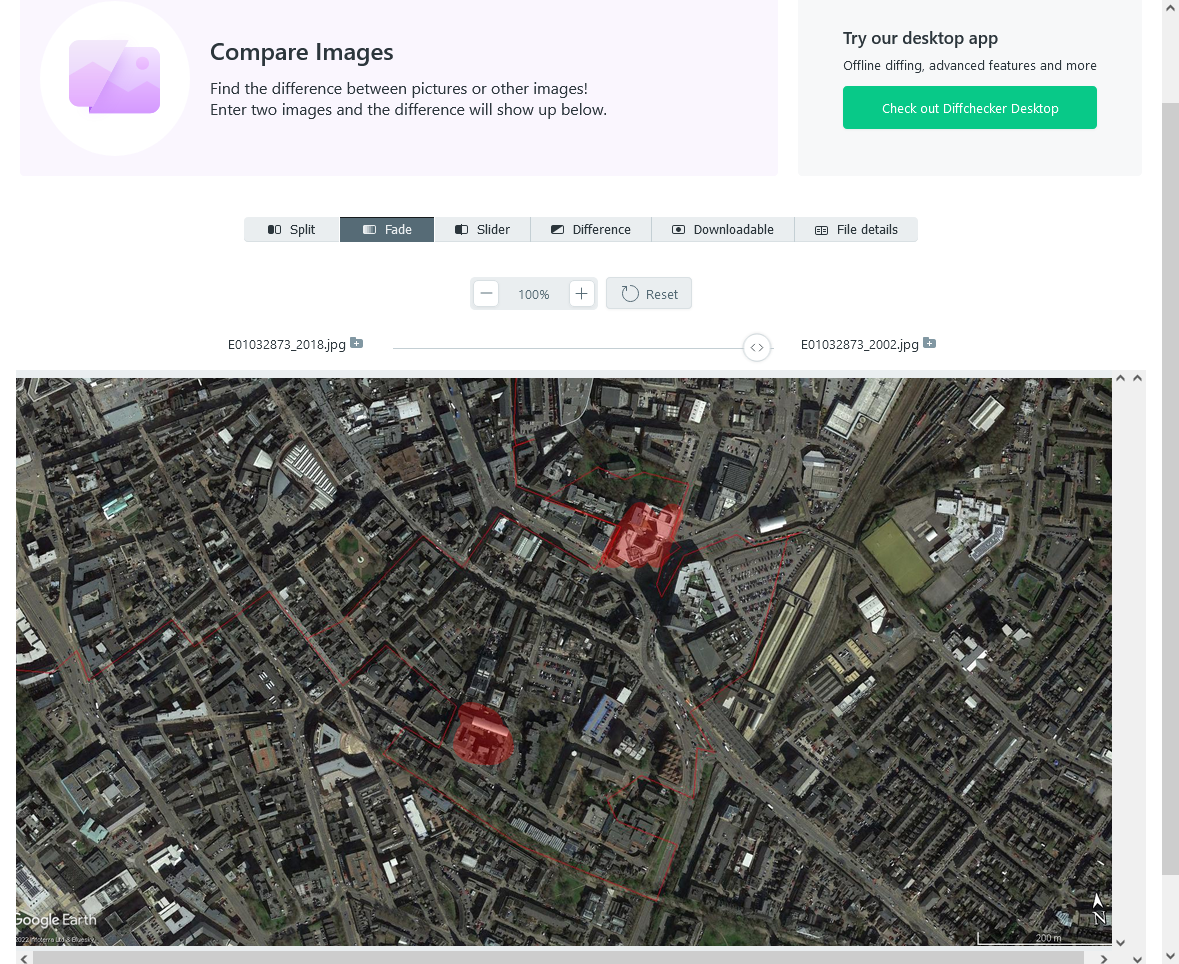 Compare Images
Find the difference between pictures or other images!
Enter two images and the difference will show up below.
Try our desktop app
Offline diffing, advanced features and more
Check out Diffchecker Desktop
Split
Fade
Slider
Difference
Downloadable
File details
100%
Reset
E01032873_2018.jpg
E01032873_2002.jpg
Google Earth
N
200 m